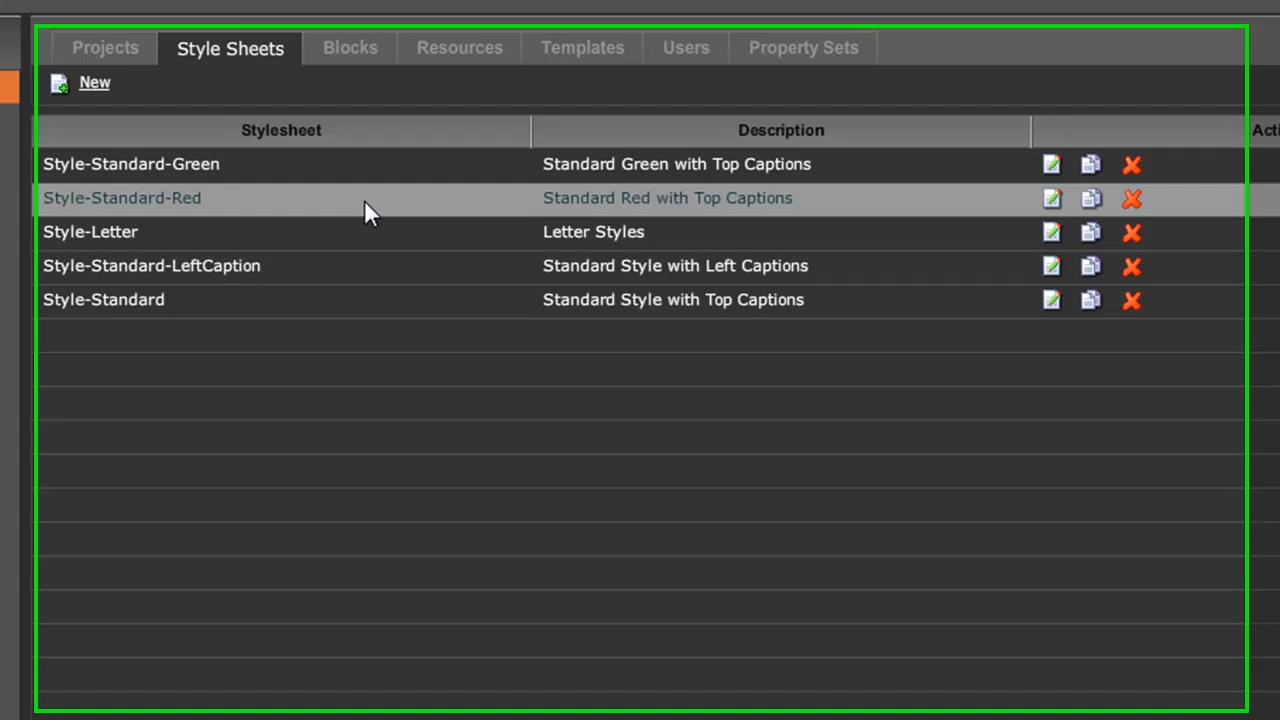 Projects Style Sheets Blocks Resources Templates Users Property Sets
New
Stylesheet Description
Style-Standard-Green Standard Green with Top Captions
Style-Standard-Red Standard Red with Top Captions
Style-Letter Letter Styles
Style-Standard-LeftCaption Standard Style with Left Captions
Style-Standard Standard Style with Top Captions